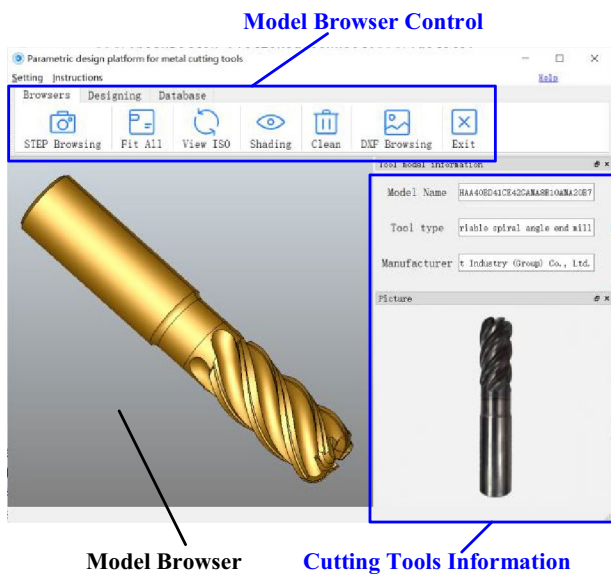 Model Browser Control
Parametric design platform for metal cutting tools
Setting Instructions
Help
Browsers Designing Database
STEP Browsing Fit All View ISO Shading Clean DXF Browsing Exit
Tool model information
Model Name
Tool type riable spiral angle end mill
Manufacturer t Industry (Group) Co., Ltd.
Picture
Model Browser Cutting Tools Information